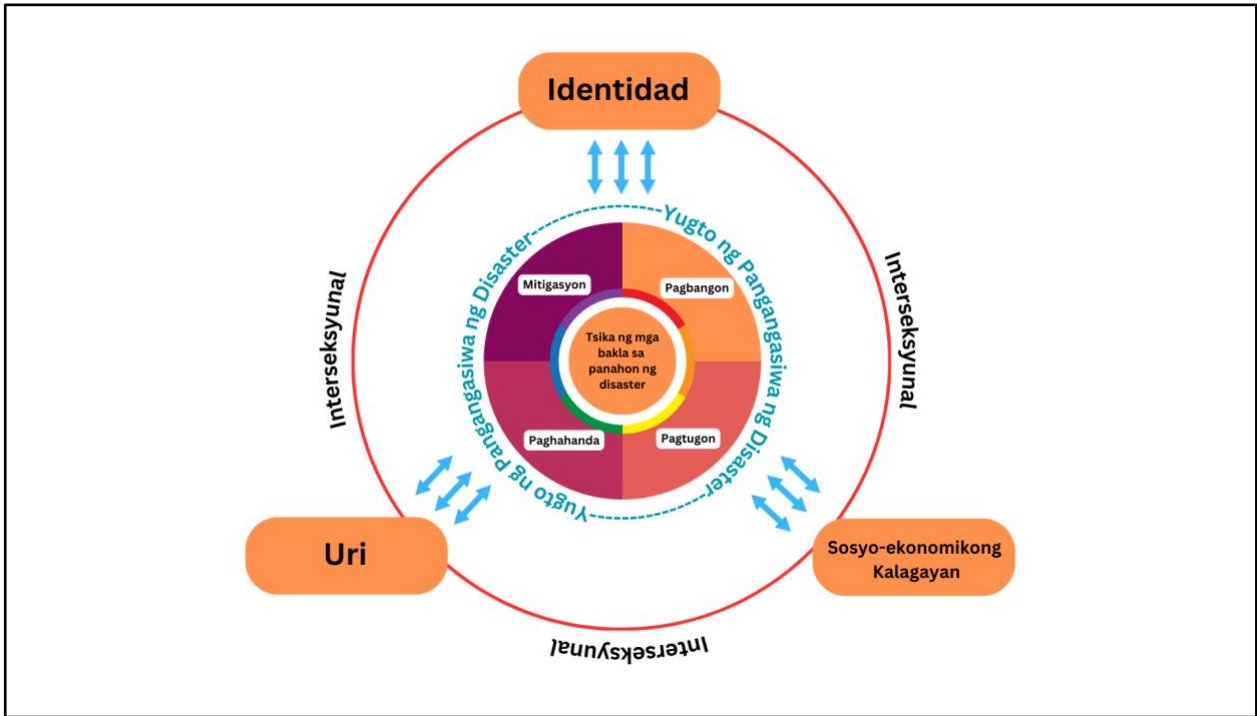 Identidad
Yugto ng Pangangasiwa ng Disaster
Yugto ng Pangangasiwa ng Disaster
Mitigasyon
Pagbangon
Tsika ng mga
bakla sa
panahon ng
disaster
Paghahanda
Pagtugon
Interseksyunal
Interseksyunal
Uri
Sosyo-ekonomikong
Kalagayan
Interseksyunal